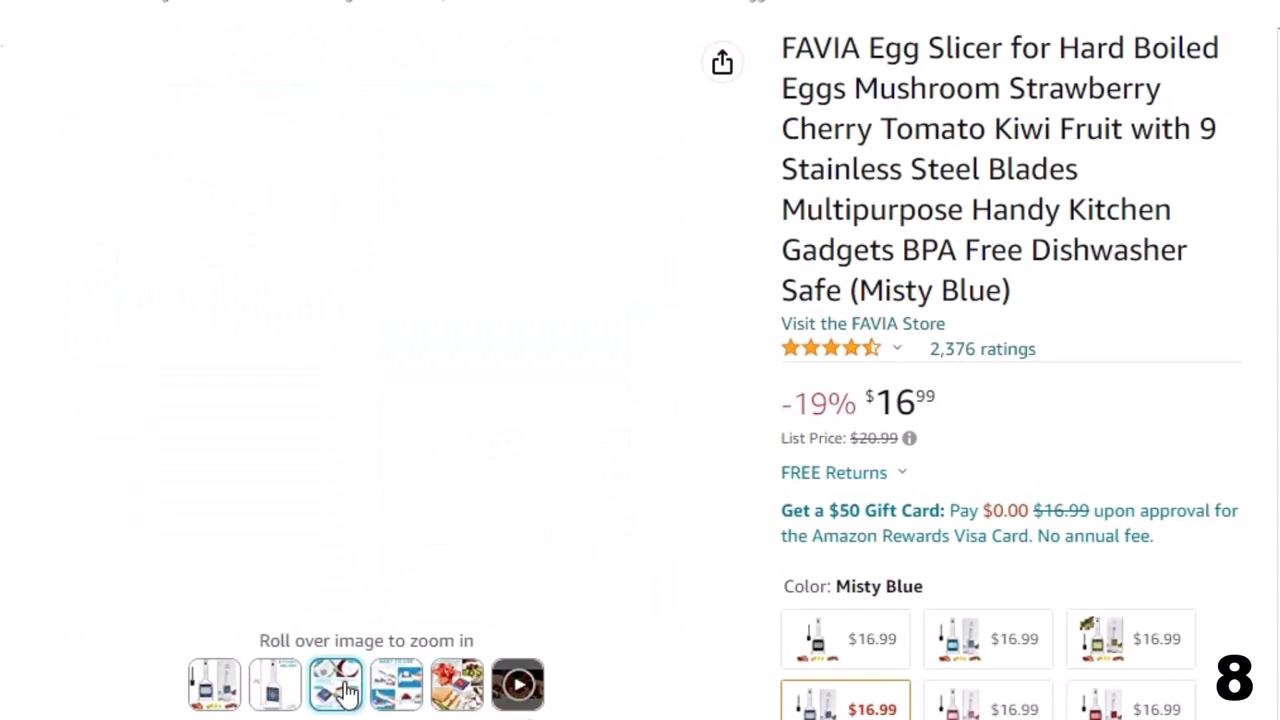 FAVIA Egg Slicer for Hard Boiled
Eggs Mushroom Strawberry
Cherry Tomato Kiwi Fruit with 9
Stainless Steel Blades
Multipurpose Handy Kitchen
Gadgets BPA Free Dishwasher
Safe (Misty Blue)
Visit the FAVIA Store
2,376 ratings
-19% $16.99
List Price: $20.99
FREE Returns
Get a $50 Gift Card: Pay $0.00 $16.99 upon approval for
the Amazon Rewards Visa Card. No annual fee.
Color: Misty Blue
$16.99 $16.99 $16.99
$16.99 $16.99 $16.99
Roll over image to zoom in
8